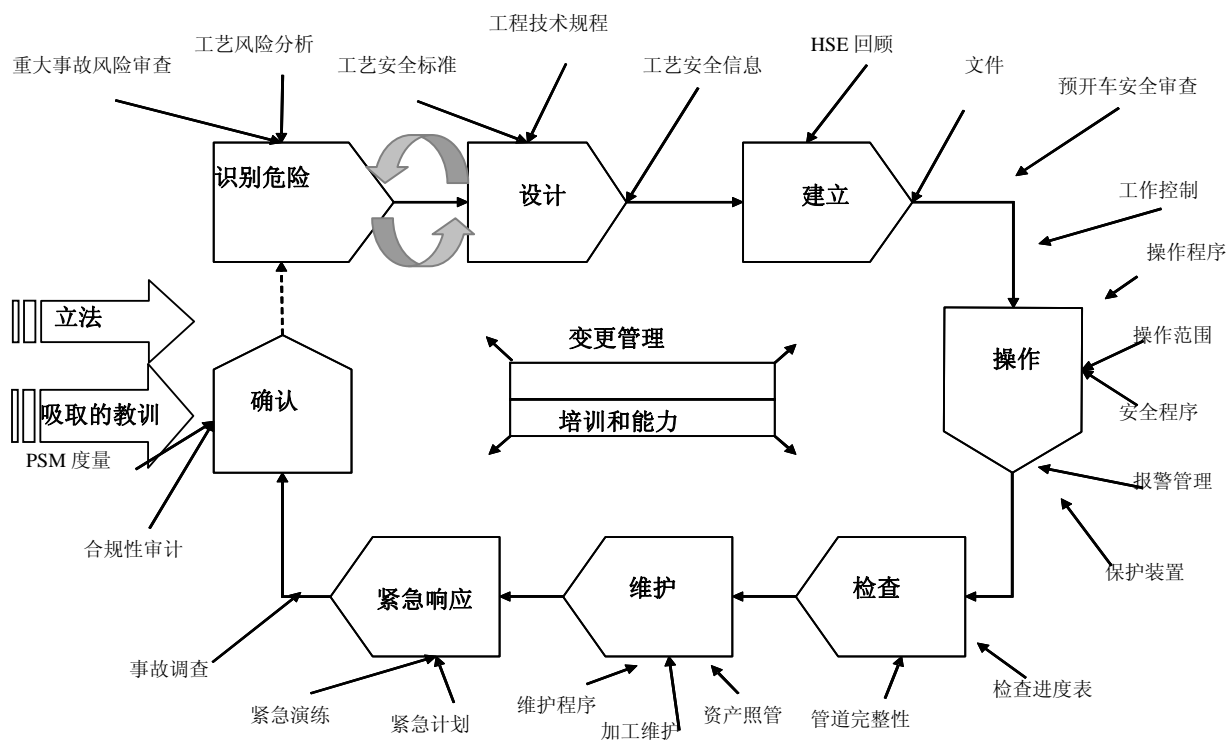 工程技术规程
工艺风险分析
HSE 回顾
重大事故风险审查
工艺安全标准
工艺安全信息
文件
预开车安全审查
识别危险
设计
建立
工作控制
操作程序
立法
变更管理
操作范围
操作
确认
吸取的教训
培训和能力
安全程序
PSM 度量
报警管理
合规性审计
保护装置
紧急响应
维护
检查
事故调查
检查进度表
维护程序
资产照管
管道完整性
紧急演练
紧急计划
加工维护